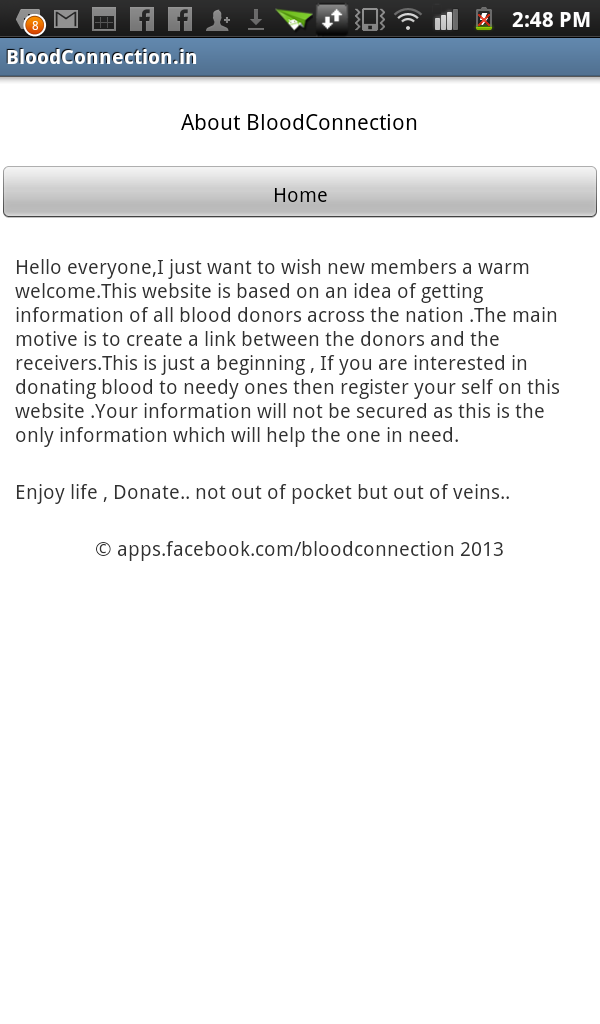 8
2:48 PM
BloodConnection.in
About BloodConnection
Home
Hello everyone,I just want to wish new members a warm
welcome.This website is based on an idea of getting
information of all blood donors across the nation .The main
motive is to create a link between the donors and the
receivers.This is just a beginning , If you are interested in
donating blood to needy ones then register your self on this
website .Your information will not be secured as this is the
only information which will help the one in need.
Enjoy life , Donate.. not out of pocket but out of veins..
© apps.facebook.com/bloodconnection 2013